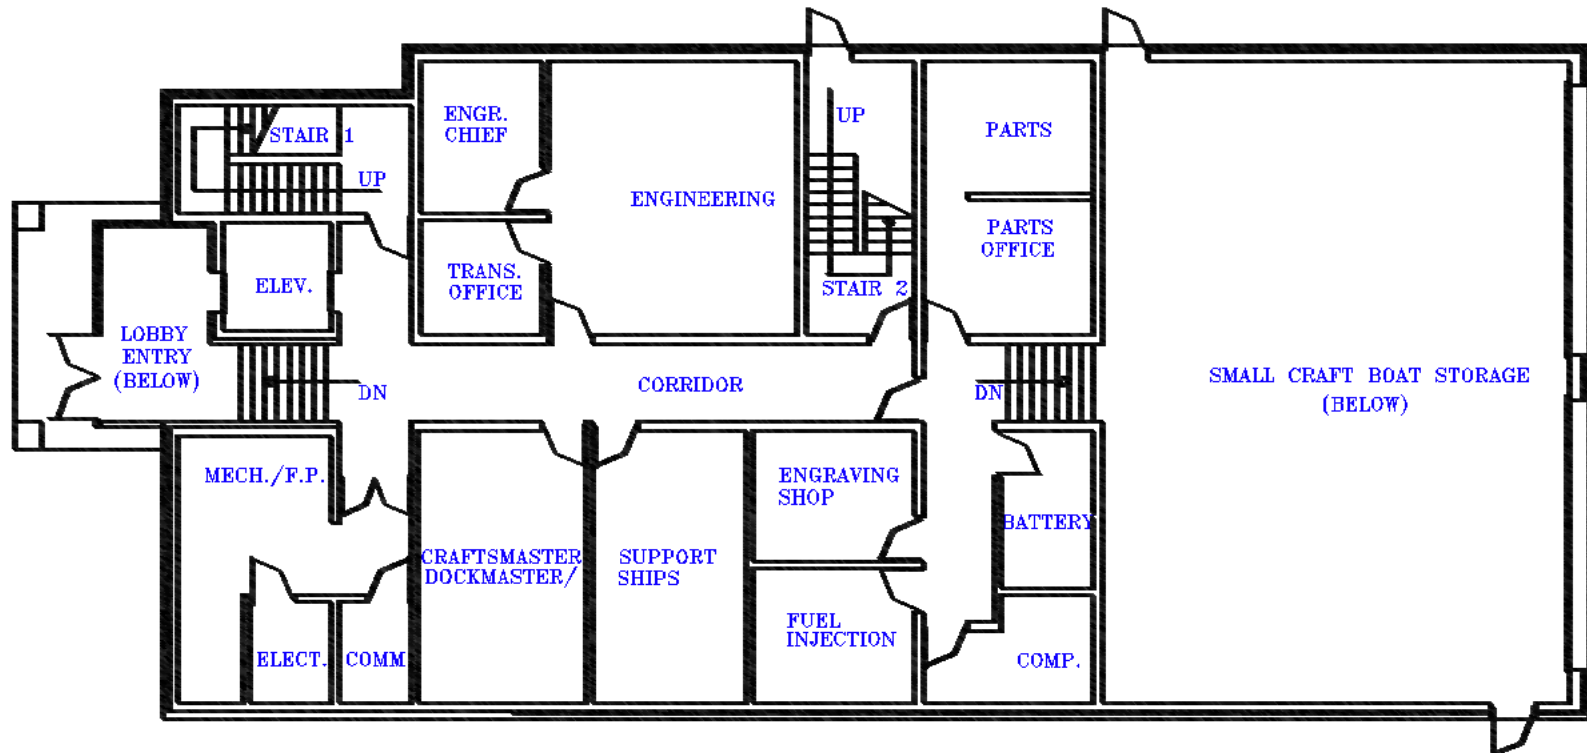 ENGR.
CHIEF
STAIR 1
UP
UP
PARTS
ENGINEERING
PARTS
OFFICE
ELEV.
TRANS.
OFFICE
STAIR 2
LOBBY
ENTRY
(BELOW)
DN
CORRIDOR
DN
SMALL CRAFT BOAT STORAGE
(BELOW)
MECH./F.P.
ENGRAVING
SHOP
BATTERY
CRAFTSMASTER
DOCKMASTER/
SUPPORT
SHIPS
FUEL
INJECTION
ELECT.
COMM
COMP.